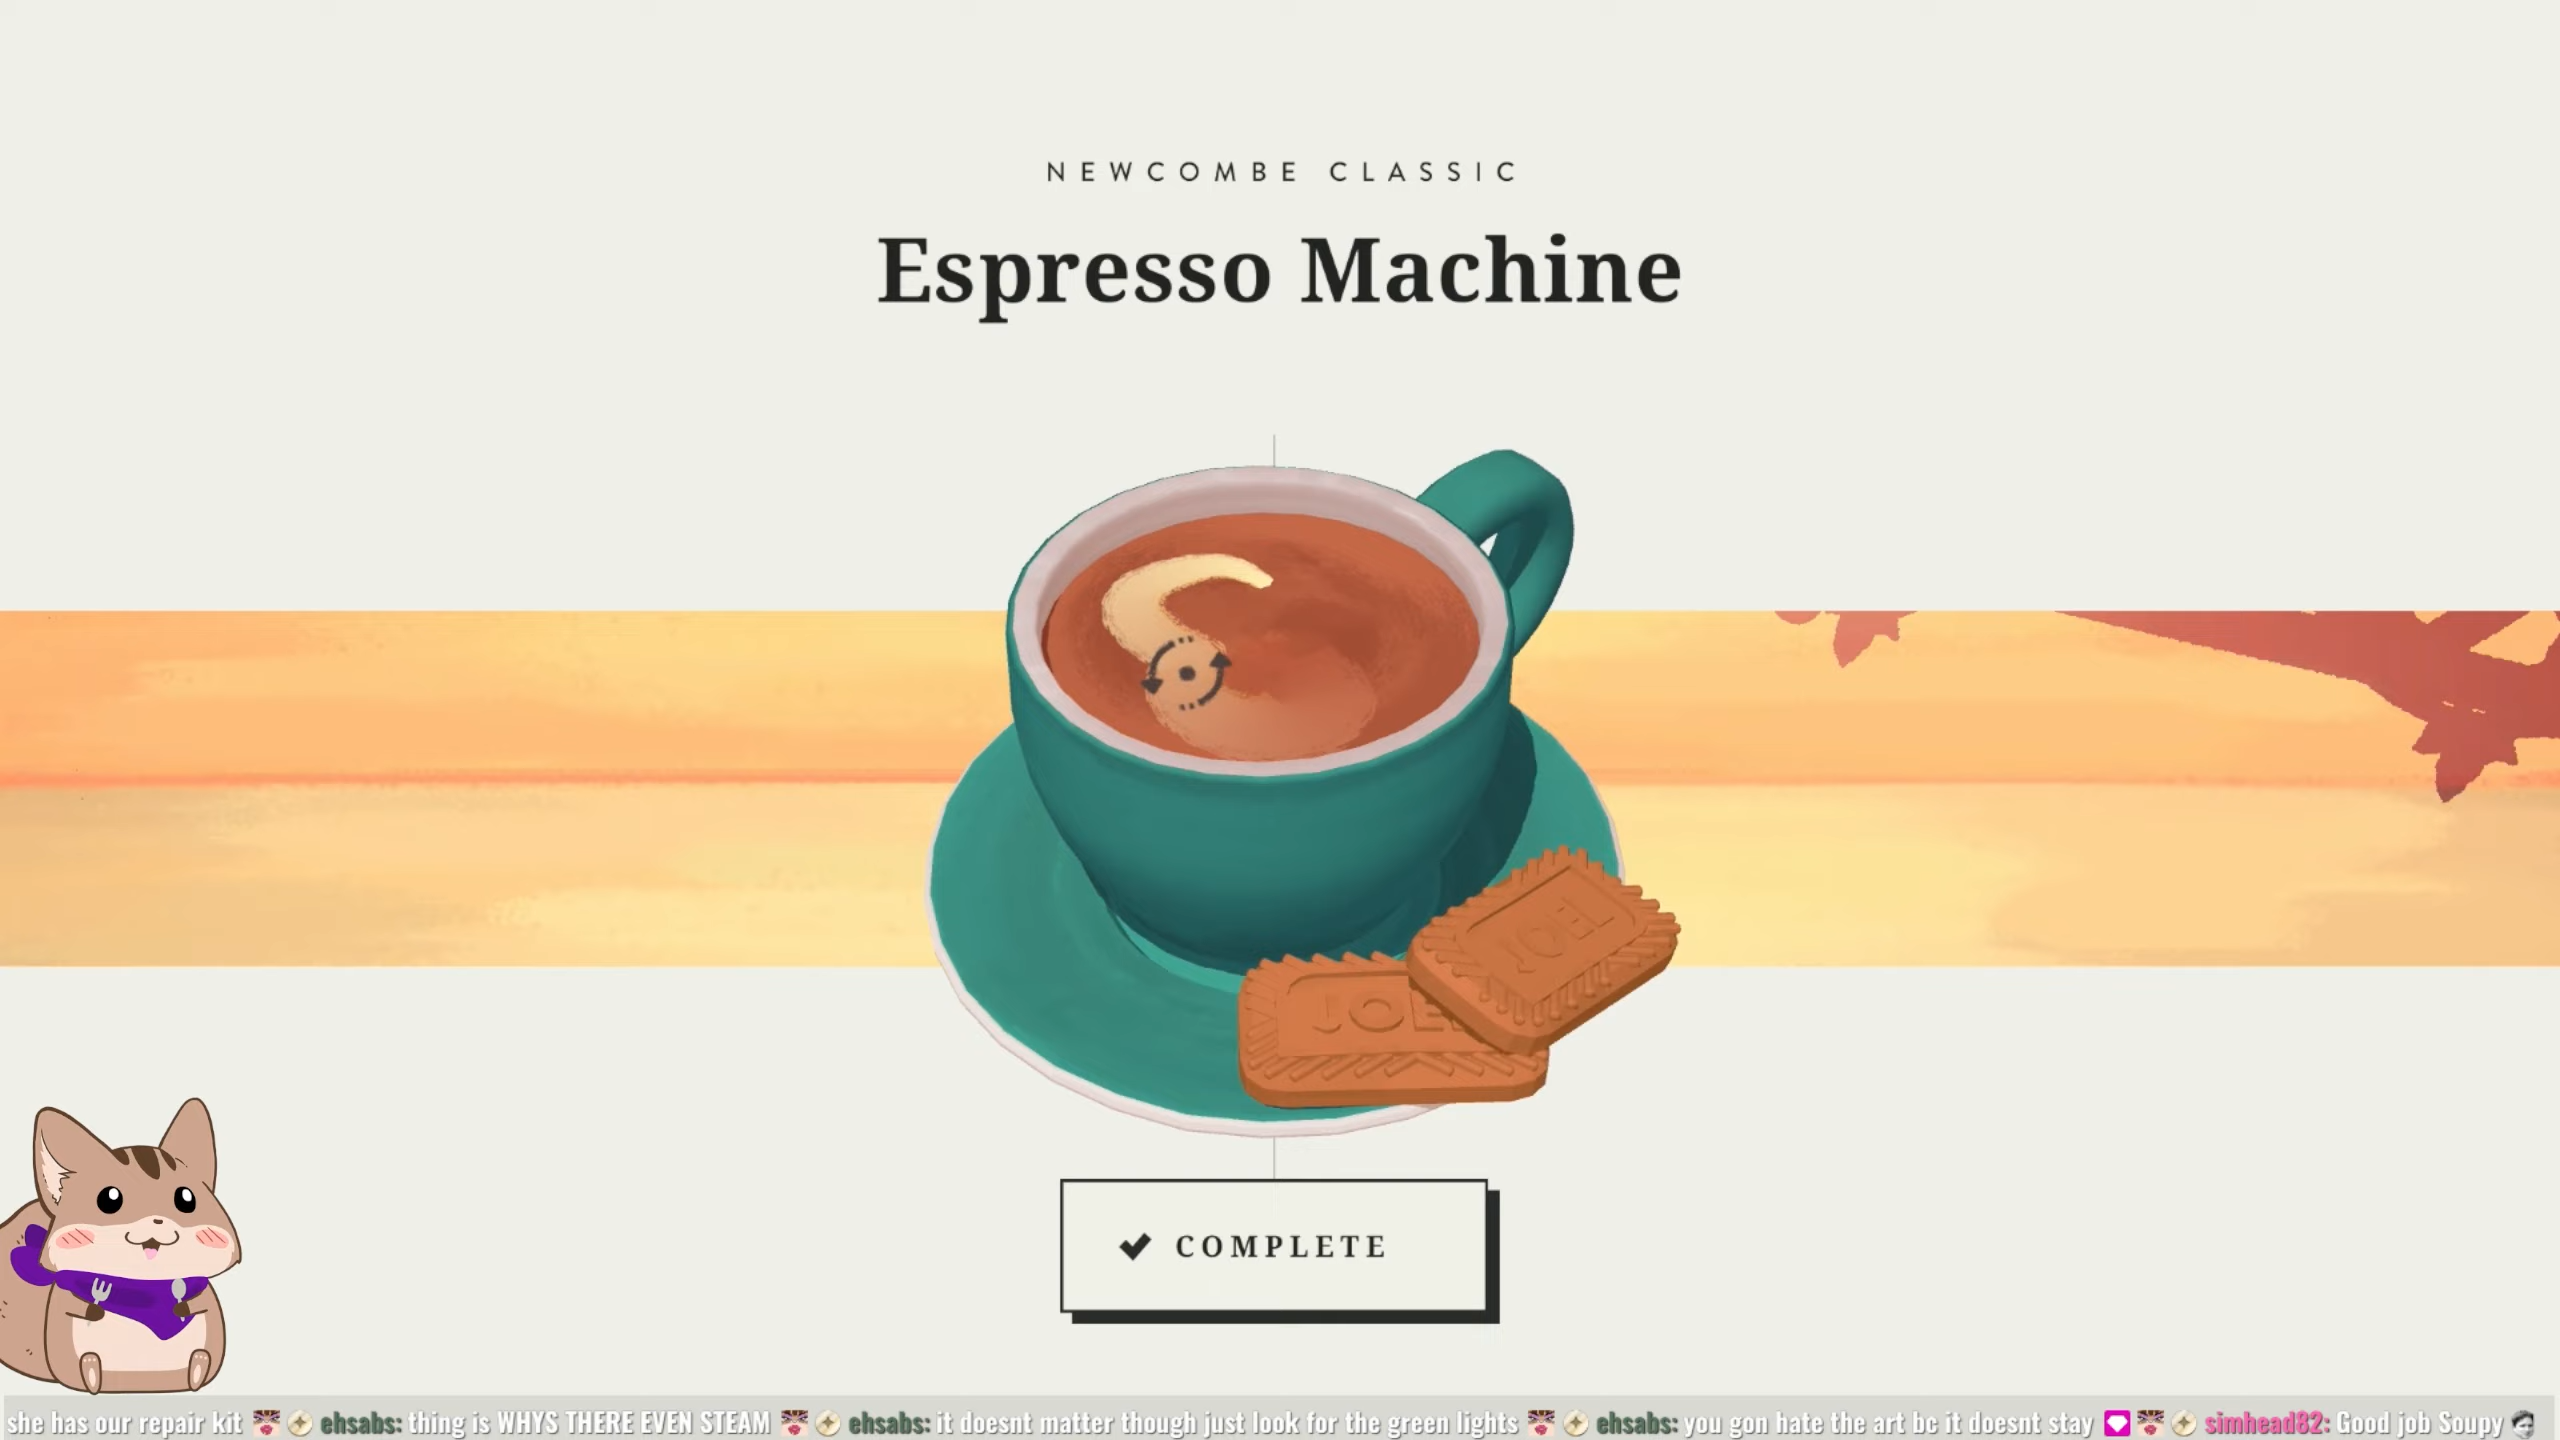 NEWCOMBE CLASSIC
Espresso Machine
JOEL
JOE
COMPLETE
she has our repair kit ehsabs: thing is WHYS THERE EVEN STEAM ehsabs: it doesnt matter though just look for the green lights ehsabs: you gon hate the art bc it doesnt stay simhead82: Good job Soupy